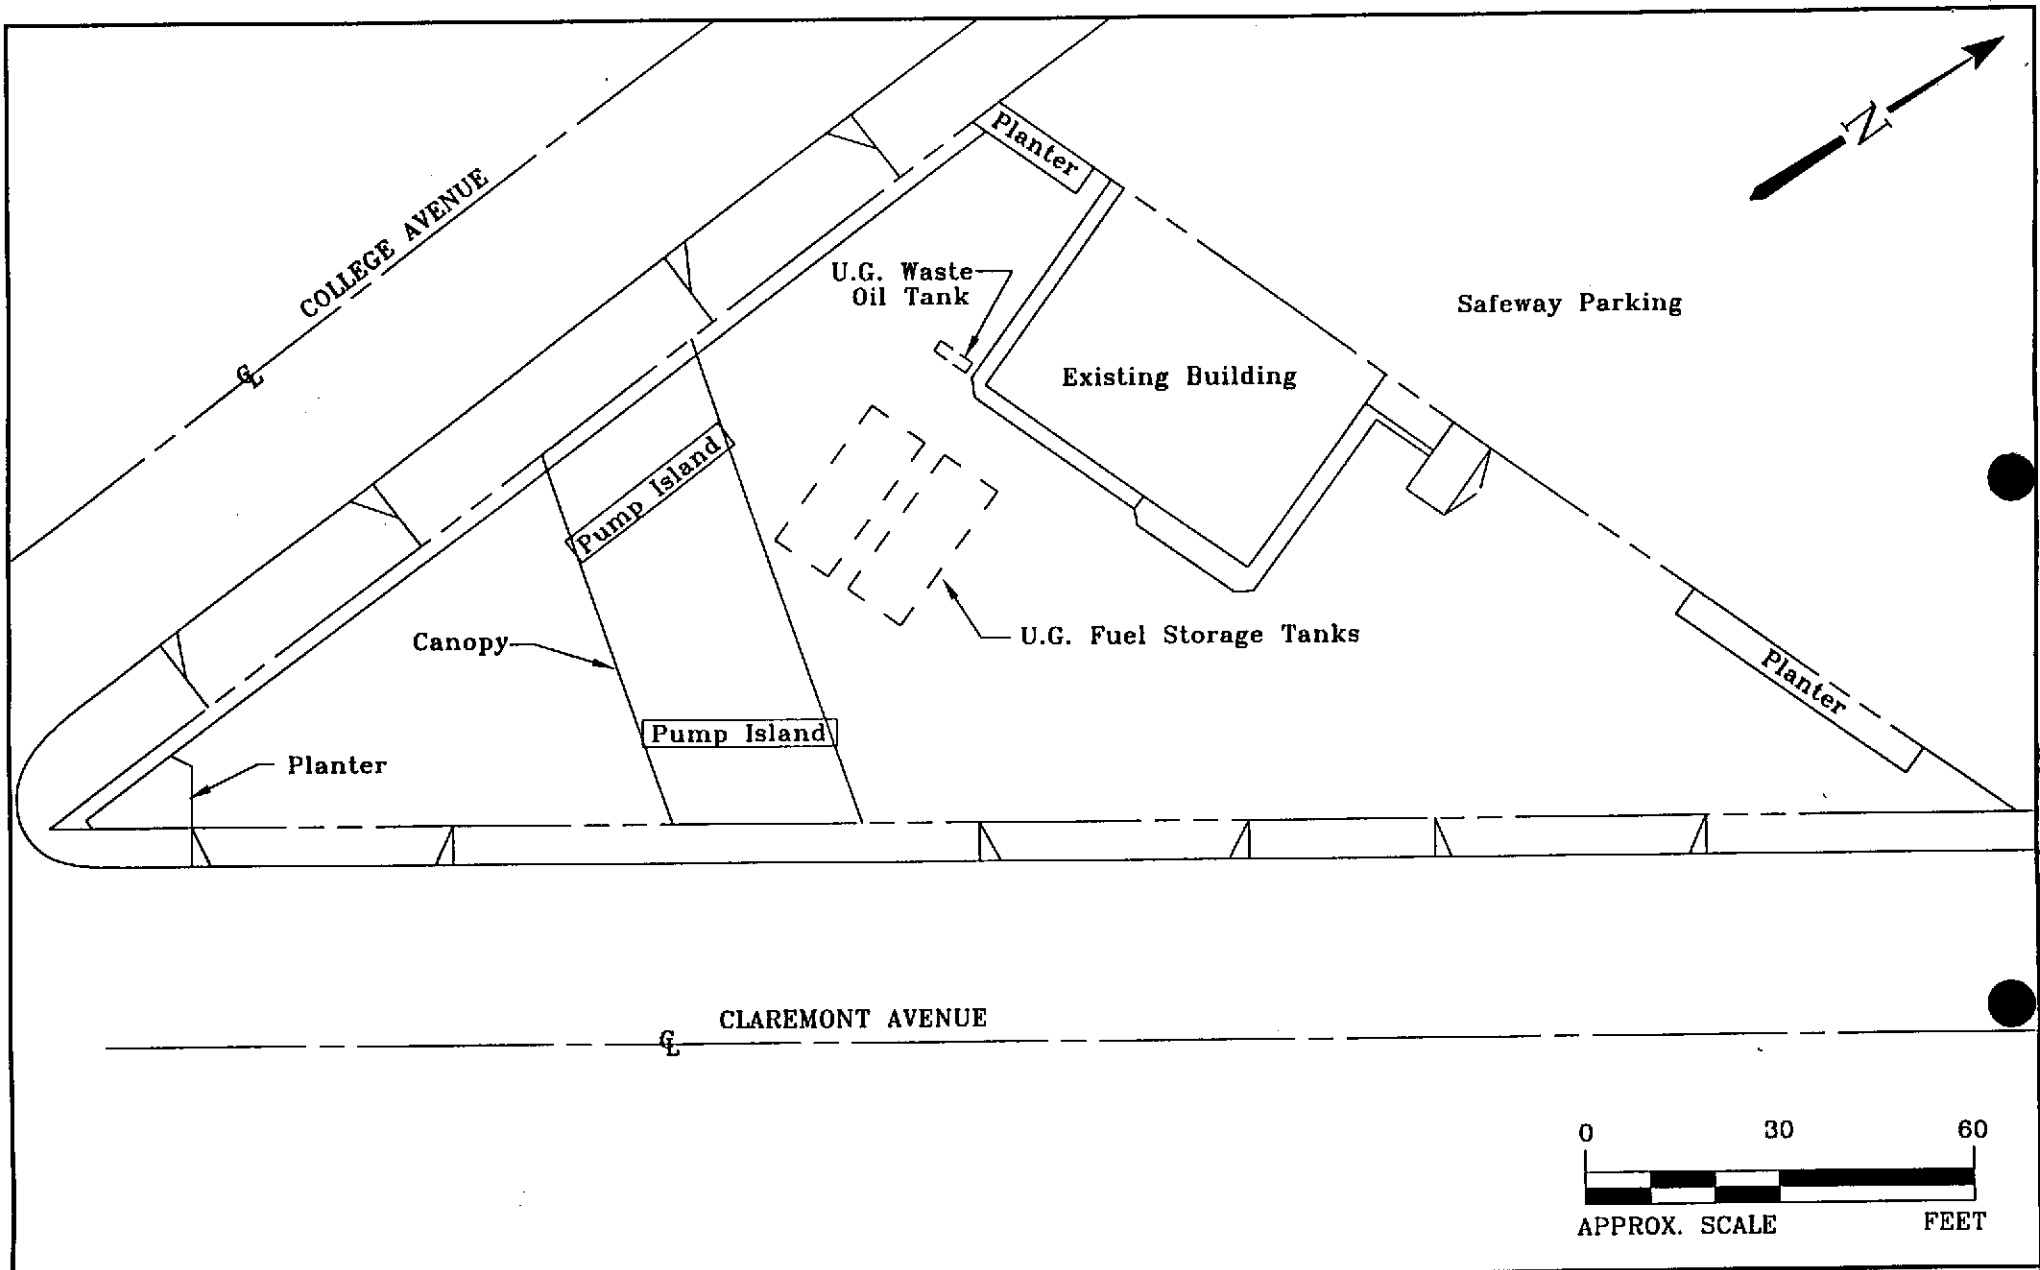 N
Planter
COLLEGE AVENUE
U.G. Waste
Oil Tank
Safeway Parking
℄
Existing Building
Pump Island
Canopy
U.G. Fuel Storage Tanks
Planter
Pump Island
Planter
CLAREMONT AVENUE
℄
0 30 60
APPROX. SCALE FEET